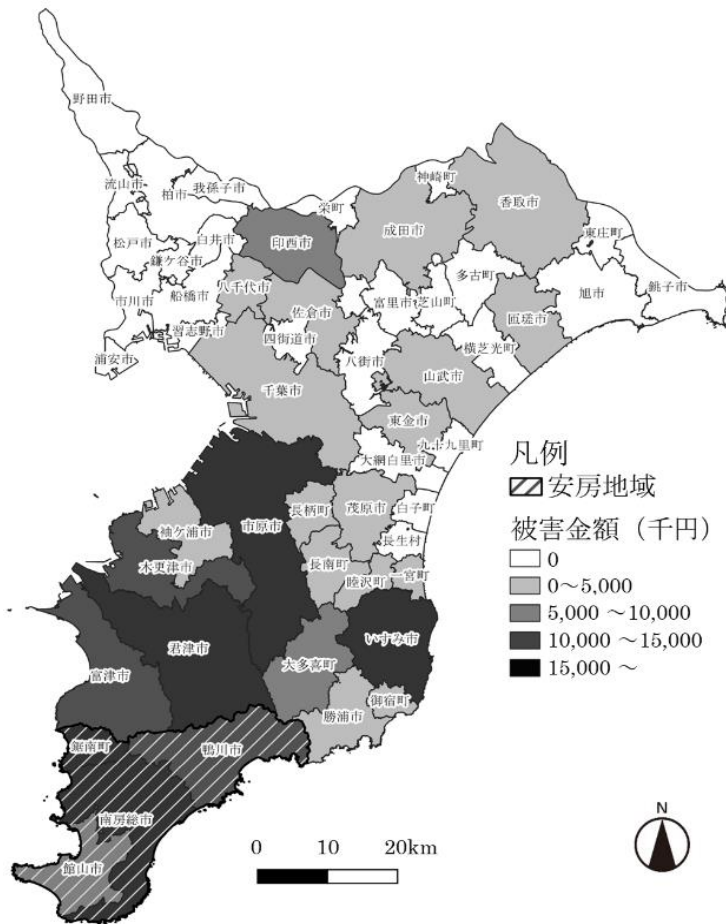 野田市
流山市
柏市
我孫子市
松戸市
鎌ケ谷市
白井市
市川市
船橋市
習志野市
浦安市
八千代市
印西市
栄町
成田市
神崎町
香取市
東庄町
銚子市
旭市
匝瑳市
多古町
芝山町
富里市
横芝光町
佐倉市
四街道市
八街市
山武市
千葉市
東金市
九十九里町
大網白里市
白子町
茂原市
長柄町
長生村
長南町
睦沢町
一宮町
市原市
袖ケ浦市
木更津市
君津市
富津市
いすみ市
大多喜町
御宿町
勝浦市
鋸南町
鴨川市
南房総市
館山市
凡例
安房地域
被害金額（千円）
0
0～5,000
5,000 ～10,000
10,000 ～15,000
15,000 ～
0 10 20km
N